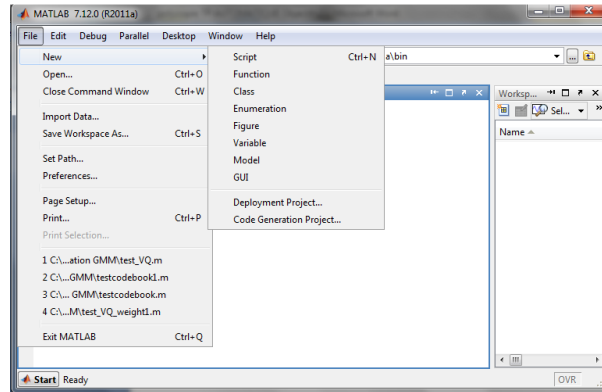 MATLAB 7.12.0 (R2011a)
File Edit Debug Parallel Desktop Window Help
New
Open... Ctrl+O
Close Command Window Ctrl+W
Import Data...
Save Workspace As... Ctrl+S
Set Path...
Preferences...
Page Setup...
Print... Ctrl+P
Print Selection...
1 C:\...ation GMM\test_VQ.m
2 C:\...GMM\testcodebook1.m
3 C:\... GMM\testcodebook.m
4 C:\...M\test_VQ_weight1.m
Exit MATLAB Ctrl+Q
Script Ctrl+N
Function
Class
Enumeration
Figure
Variable
Model
GUI
Deployment Project...
Code Generation Project...
a\bin
...
Worksp...
Sel...
Name
Start Ready
OVR